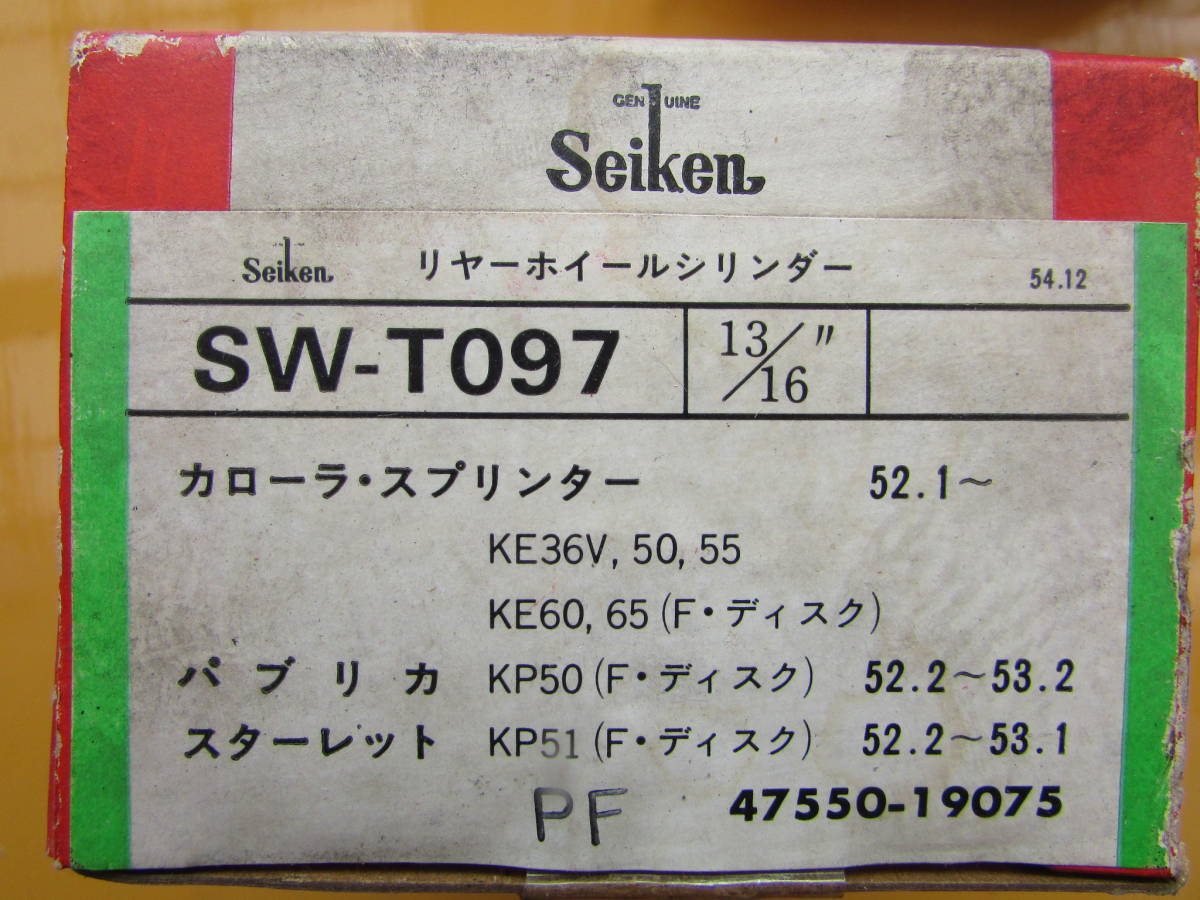 GENUINE
Seiken
Seiken リヤーホイールシリンダー 54.12
SW-T097 13/16"
カローラ・スプリンター 52.1～
KE36V, 50, 55
KE60, 65 (F・ディスク)
パブリカ KP50 (F・ディスク) 52.2～53.2
スターレット KP51 (F・ディスク) 52.2～53.1
PF 47550-19075